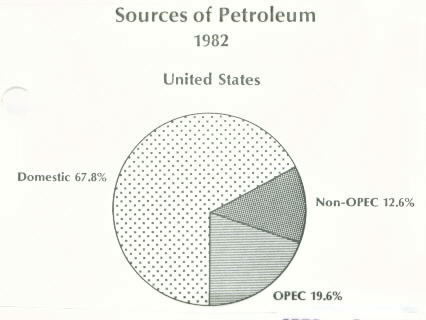 Sources of Petroleum
1982
United States
Domestic 67.8%
Non-OPEC 12.6%
OPEC 19.6%